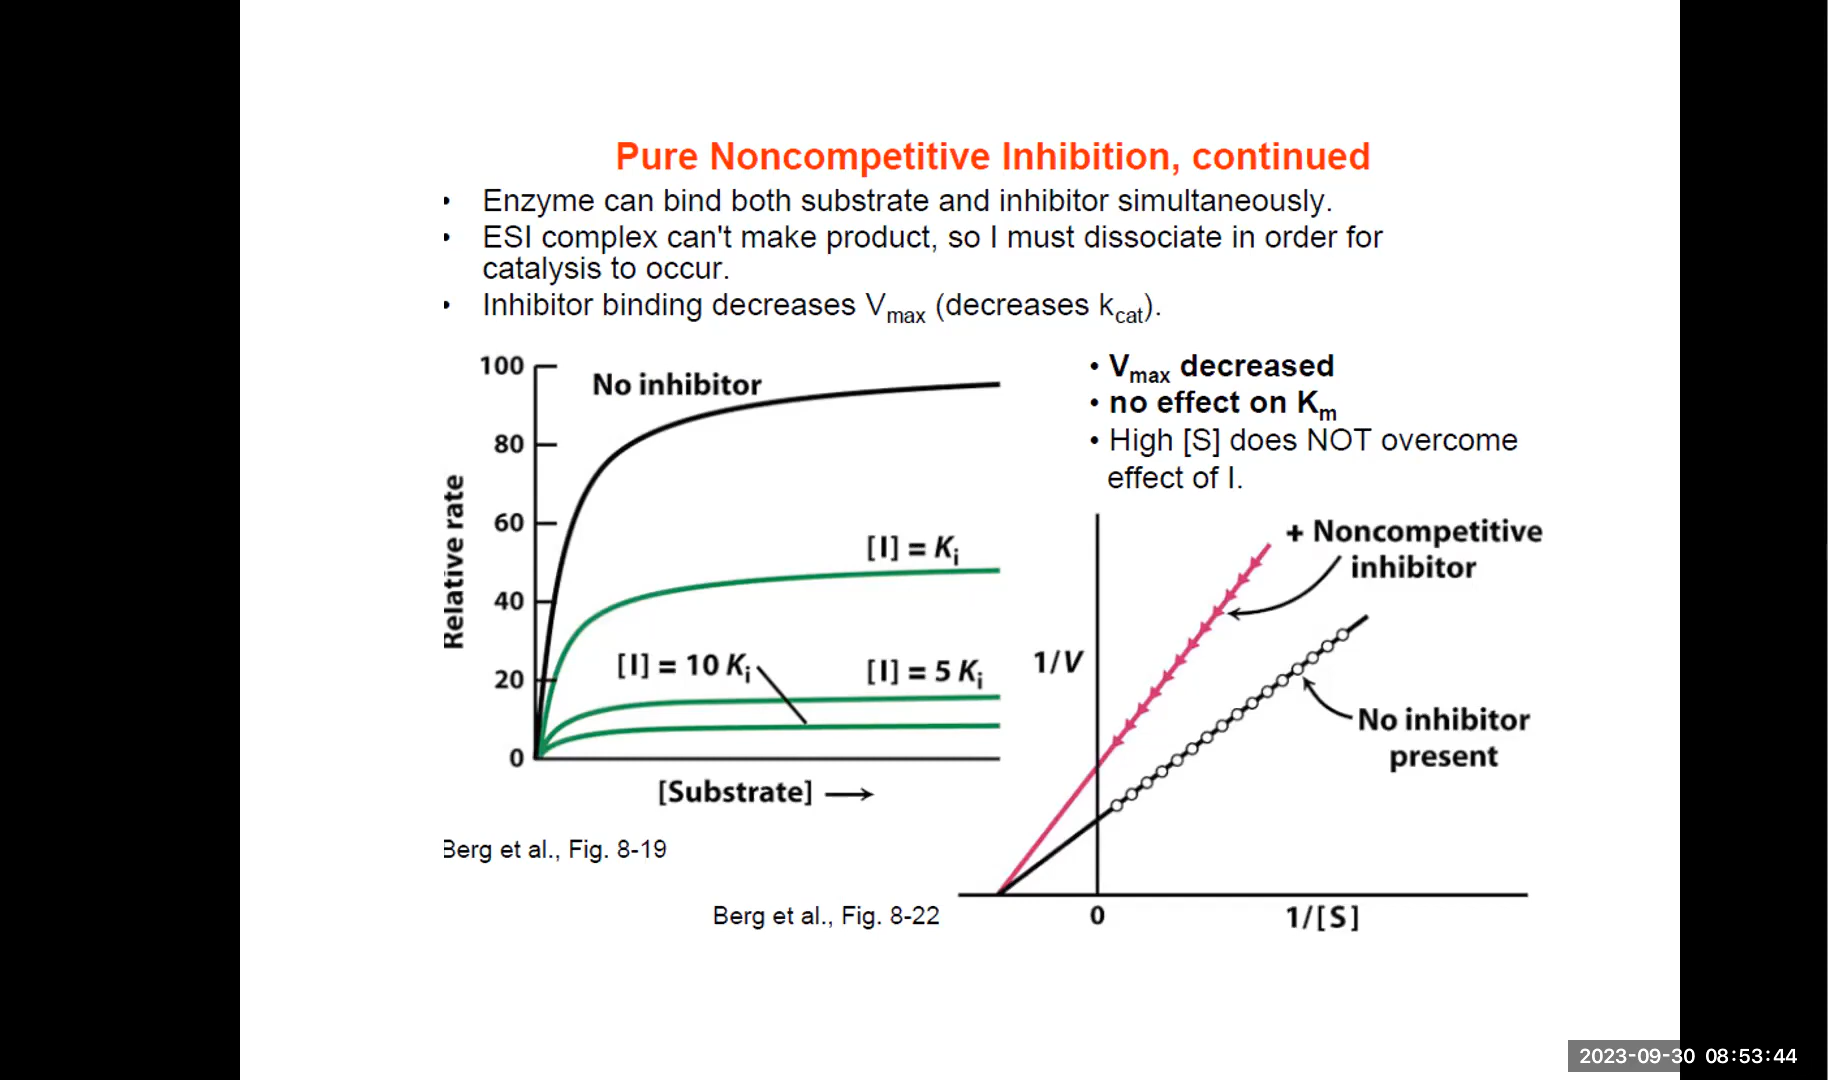 Pure Noncompetitive Inhibition, continued
• Enzyme can bind both substrate and inhibitor simultaneously.
• ESI complex can't make product, so I must dissociate in order for
catalysis to occur.
• Inhibitor binding decreases Vmax (decreases kcat).
100
80
60
40
20
0
Relative rate
No inhibitor
[I] = Ki
[I] = 10 Ki
[I] = 5 Ki
[Substrate] →
Berg et al., Fig. 8-19
• Vmax decreased
• no effect on Km
• High [S] does NOT overcome
effect of I.
+ Noncompetitive
inhibitor
1/V
No inhibitor
present
0
1/[S]
Berg et al., Fig. 8-22
2023-09-30 08:53:44